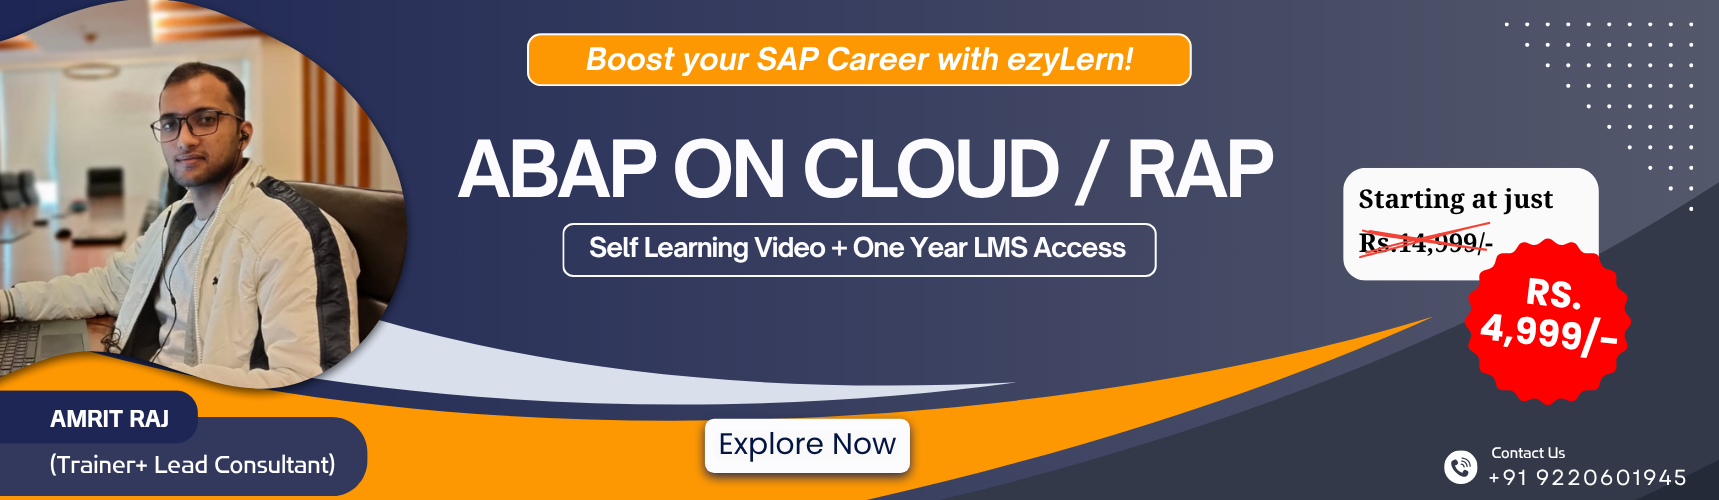 Boost your SAP Career with ezyLern!
ABAP ON CLOUD / RAP
Self Learning Video + One Year LMS Access
Starting at just
Rs.14,999/-
RS.
4,999/-
AMRIT RAJ
(Trainer+ Lead Consultant)
Explore Now
Contact Us
+91 9220601945